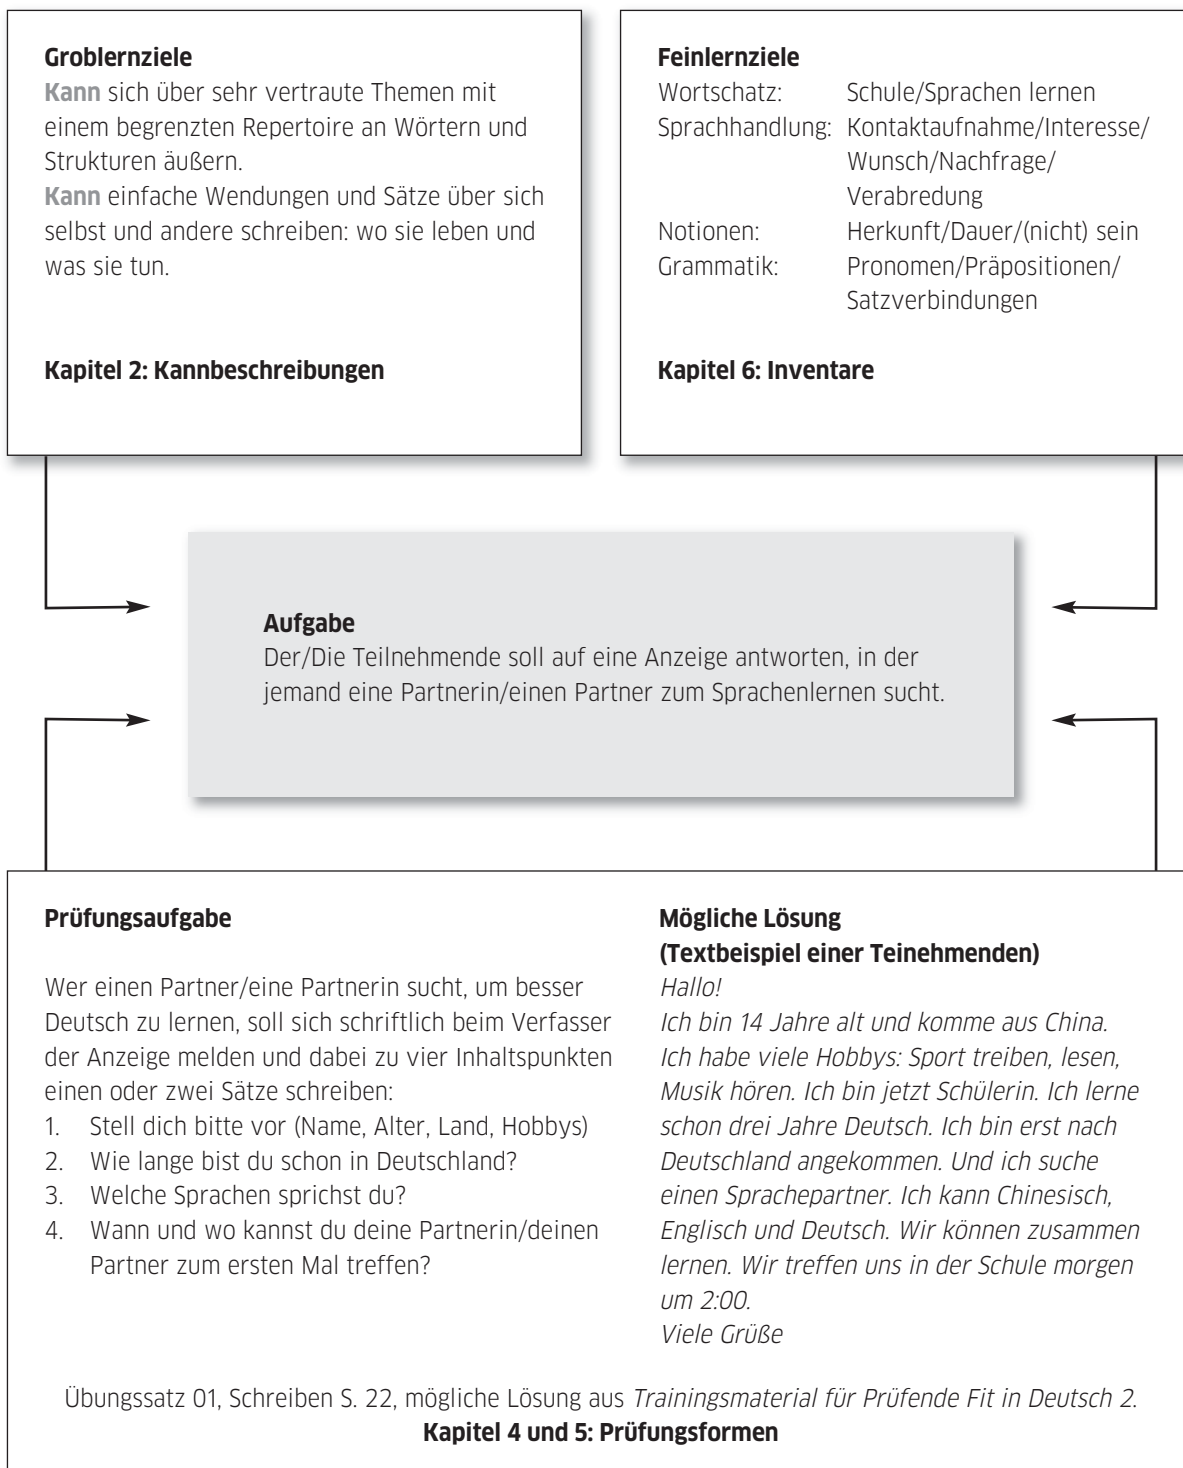 Groblernziele
Kann sich über sehr vertraute Themen mit
einem begrenzten Repertoire an Wörtern und
Strukturen äußern.
Kann einfache Wendungen und Sätze über sich
selbst und andere schreiben: wo sie leben und
was sie tun.
Kapitel 2: Kannbeschreibungen
Feinlernziele
Wortschatz: Schule/Sprachen lernen
Sprachhandlung: Kontaktaufnahme/Interesse/
Wunsch/Nachfrage/
Verabredung
Notionen: Herkunft/Dauer/(nicht) sein
Grammatik: Pronomen/Präpositionen/
Satzverbindungen
Kapitel 6: Inventare
Aufgabe
Der/Die Teilnehmende soll auf eine Anzeige antworten, in der
jemand eine Partnerin/einen Partner zum Sprachenlernen sucht.
Prüfungsaufgabe
Wer einen Partner/eine Partnerin sucht, um besser
Deutsch zu lernen, soll sich schriftlich beim Verfasser
der Anzeige melden und dabei zu vier Inhaltspunkten
einen oder zwei Sätze schreiben:
1. Stell dich bitte vor (Name, Alter, Land, Hobbys)
2. Wie lange bist du schon in Deutschland?
3. Welche Sprachen sprichst du?
4. Wann und wo kannst du deine Partnerin/deinen
Partner zum ersten Mal treffen?
Mögliche Lösung
(Textbeispiel einer Teinehmenden)
Hallo!
Ich bin 14 Jahre alt und komme aus China.
Ich habe viele Hobbys: Sport treiben, lesen,
Musik hören. Ich bin jetzt Schülerin. Ich lerne
schon drei Jahre Deutsch. Ich bin erst nach
Deutschland angekommen. Und ich suche
einen Sprachepartner. Ich kann Chinesisch,
Englisch und Deutsch. Wir können zusammen
lernen. Wir treffen uns in der Schule morgen
um 2:00.
Viele Grüße
Übungssatz 01, Schreiben S. 22, mögliche Lösung aus Trainingsmaterial für Prüfende Fit in Deutsch 2.
Kapitel 4 und 5: Prüfungsformen